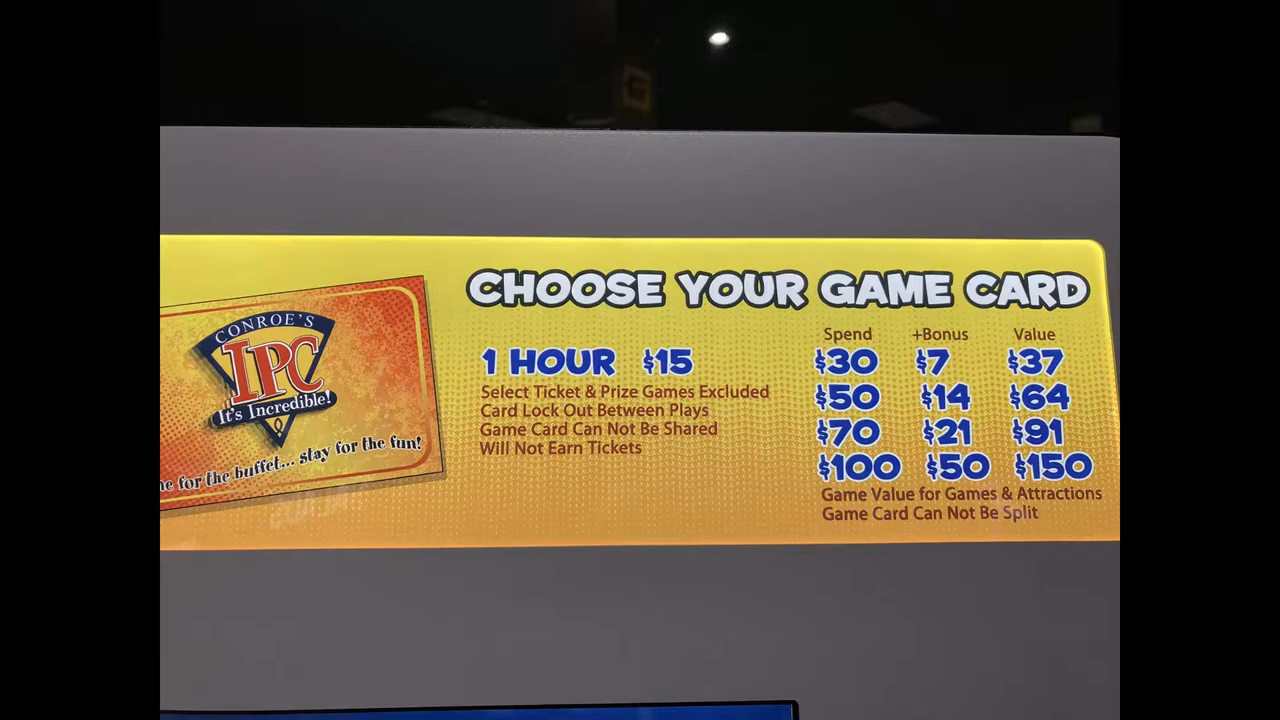 CHOOSE YOUR GAME CARD
CONROE'S
IPC
It's Incredible!
for the buffet... stay for the fun!
1 HOUR $15
Select Ticket & Prize Games Excluded
Card Lock Out Between Plays
Game Card Can Not Be Shared
Will Not Earn Tickets
Spend +Bonus Value
$30 $7 $37
$50 $14 $64
$70 $21 $91
$100 $50 $150
Game Value for Games & Attractions
Game Card Can Not Be Split